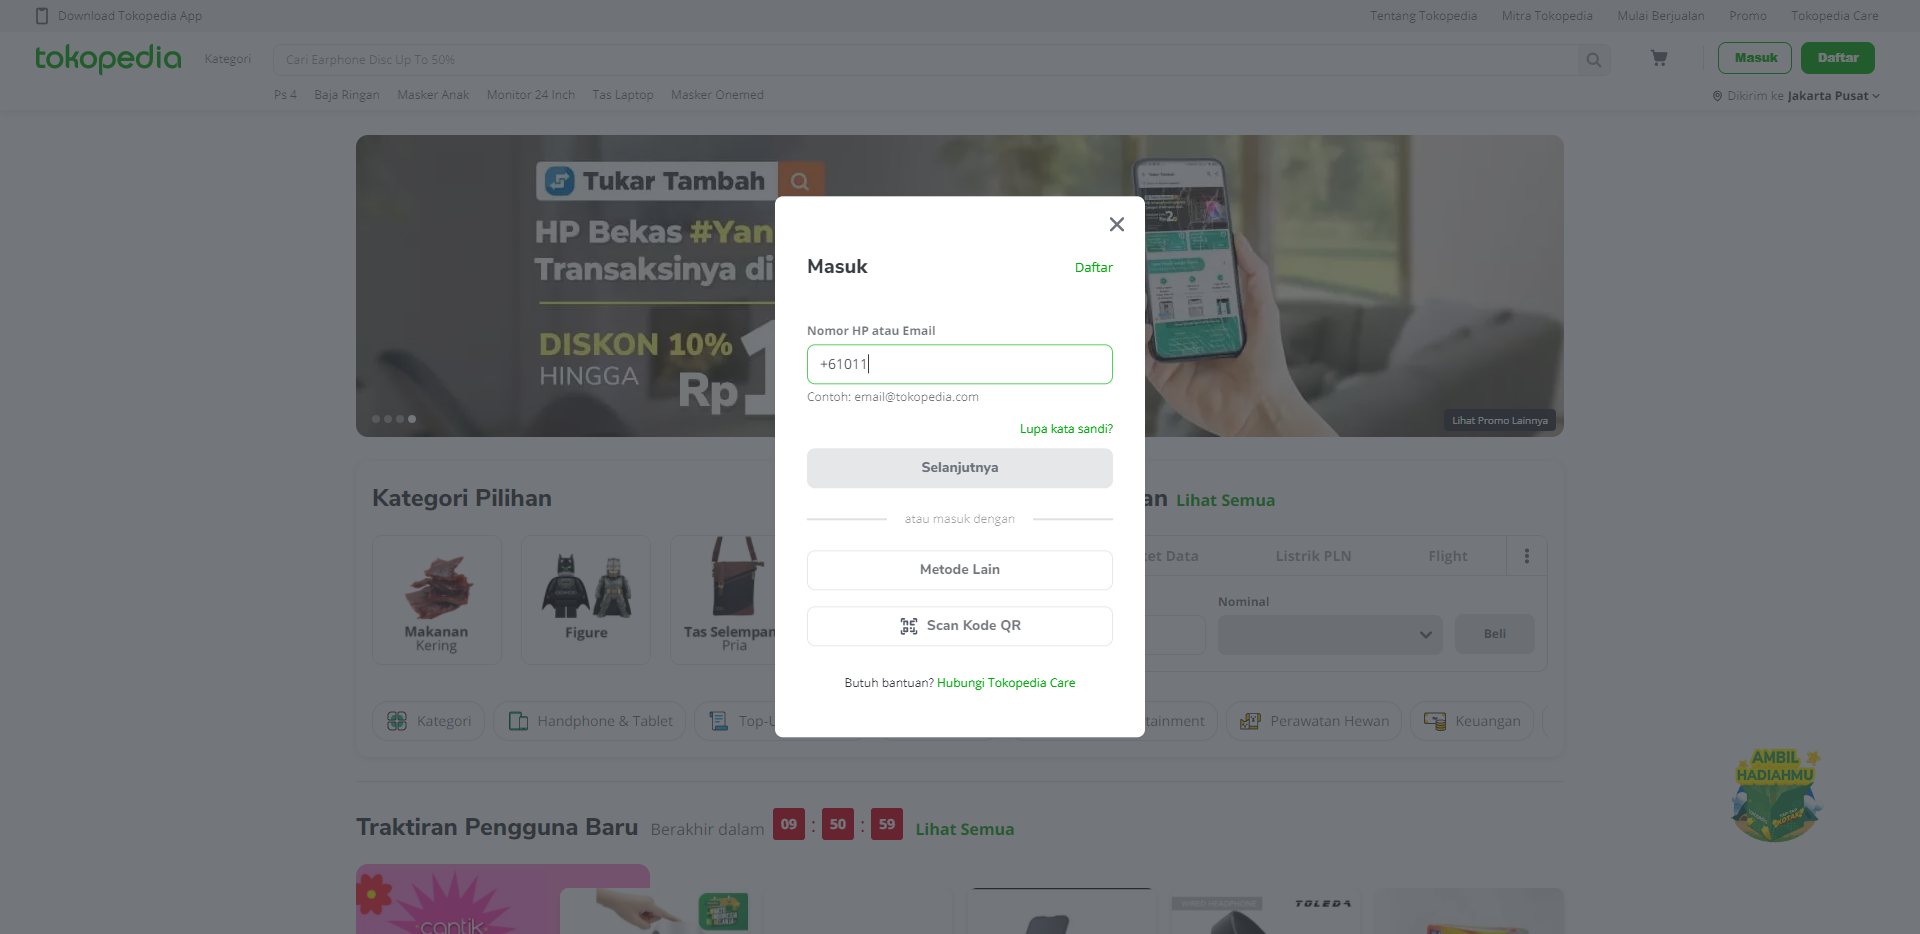 Download Tokopedia App
Tentang Tokopedia
Mitra Tokopedia
Mulai Berjualan
Promo
Tokopedia Care
tokopedia
Kategori
Cari Earphone Disc Up To 50%
Masuk
Daftar
Ps 4
Baja Ringan
Masker Anak
Monitor 24 Inch
Tas Laptop
Masker Onemed
Dikirim ke Jakarta Pusat
Tukar Tambah
HP Bekas #Yan
Transaksinya di
DISKON 10%
HINGGA
Rp 1
Lihat Promo Lainnya
Masuk
Daftar
Nomor HP atau Email
+61011
Contoh: email@tokopedia.com
Lupa kata sandi?
Selanjutnya
atau masuk dengan
Metode Lain
Scan Kode QR
Butuh bantuan? Hubungi Tokopedia Care
Kategori Pilihan
an Lihat Semua
Makanan
Kering
Figure
Tas Selempan
Pria
et Data
Listrik PLN
Flight
Nominal
Beli
Kategori
Handphone & Tablet
Top-U
tainment
Perawatan Hewan
Keuangan
AMBIL
HADIAHMU
Traktiran Pengguna Baru
Berakhir dalam
09 : 50 : 59
Lihat Semua
cantik
WIRED HEADPHONE
TOLEDA